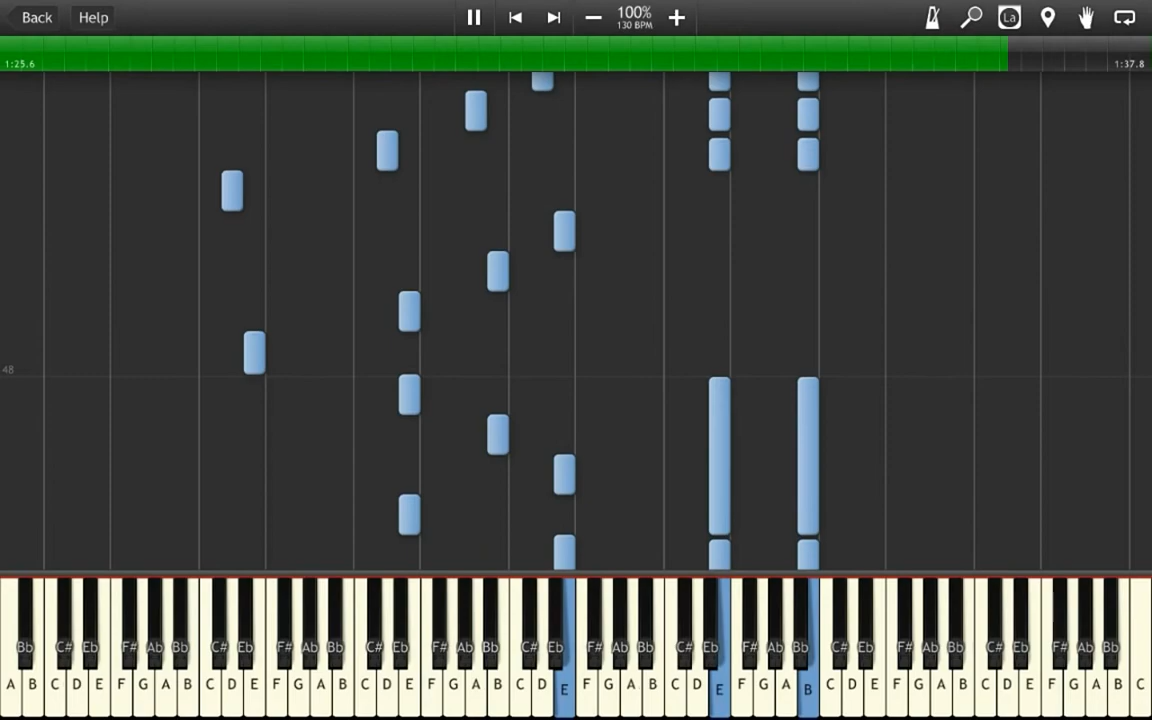 Back Help 100% La
130 BPM
1:25.6 1:37.8
48
Bb C# Eb F# Ab Bb C# Eb F# Ab Bb C# Eb F# Ab Bb C# Eb F# Ab Bb C# Eb F# Ab Bb C# Eb F# Ab Bb C# Eb F# Ab Bb
A B C D E F G A B C D E F G A B C D E F G A B C D E F G A B C D E F G A B C D E F G A B C D E F G A B C